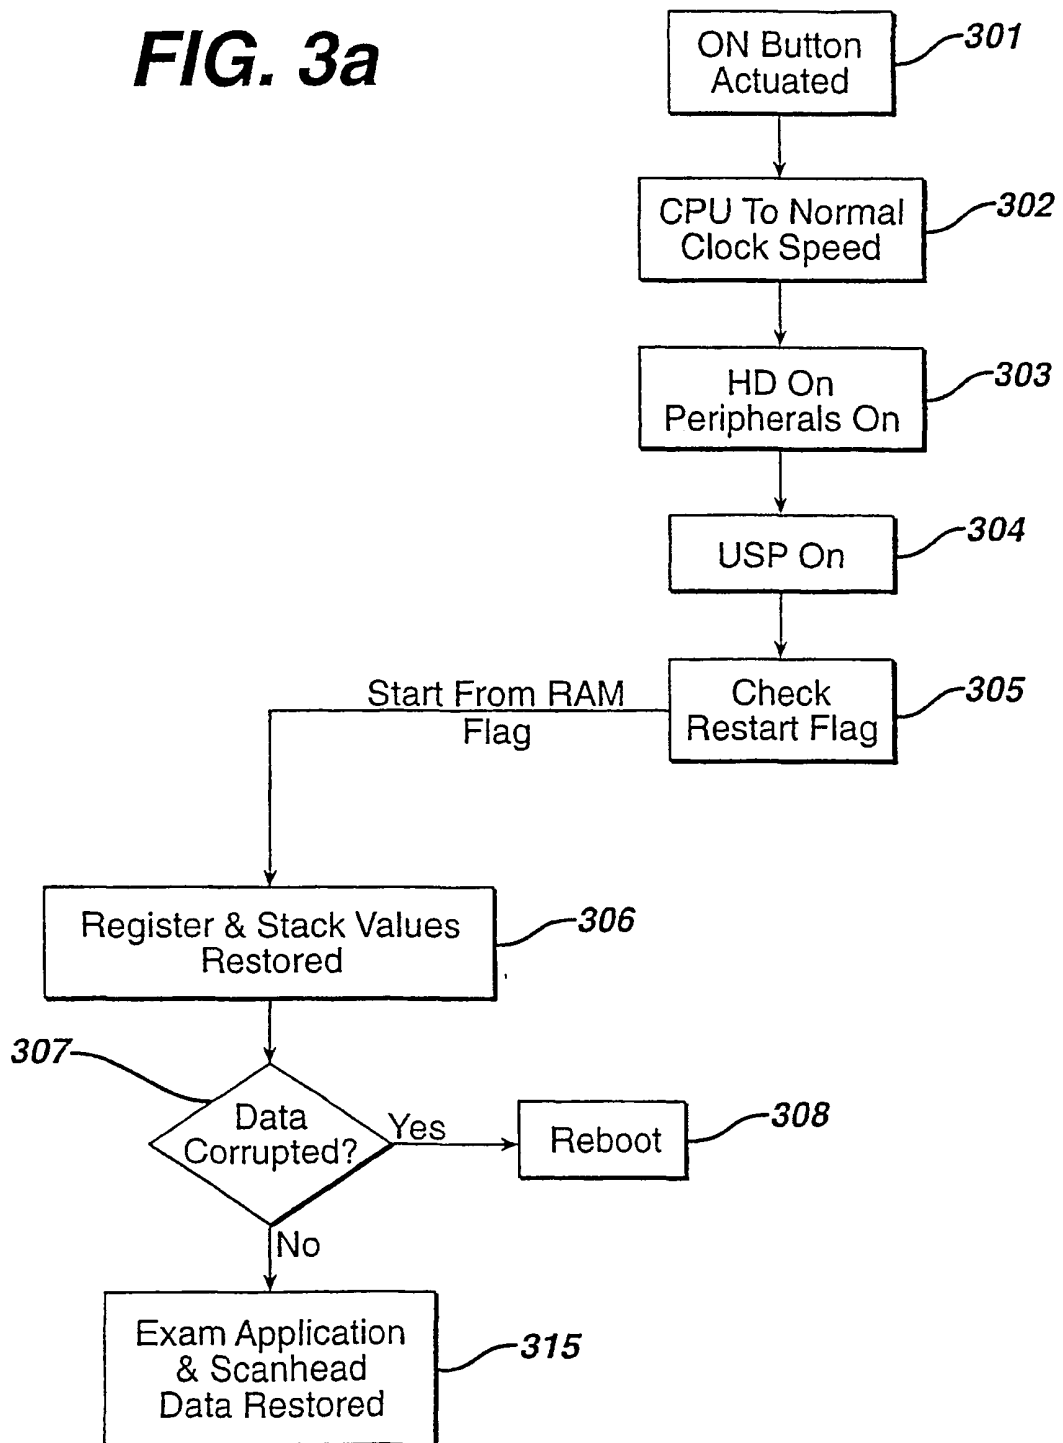 FIG. 3a
ON Button
Actuated
301
CPU To Normal
Clock Speed
302
HD On
Peripherals On
303
USP On
304
Check
Restart Flag
305
Start From RAM
Flag
Register & Stack Values
Restored
306
307
Data
Corrupted?
Yes
Reboot
308
No
Exam Application
& Scanhead
Data Restored
315